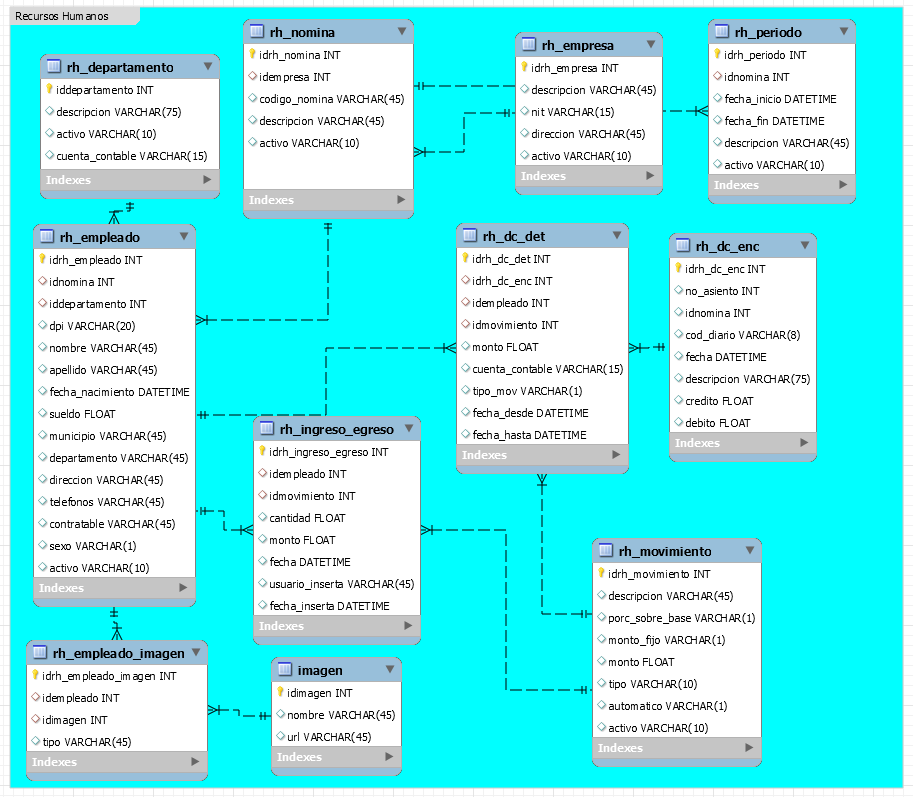 Recursos Humanos
rh_departamento
iddepartamento INT
descripcion VARCHAR(75)
activo VARCHAR(10)
cuenta_contable VARCHAR(15)
Indexes
rh_nomina
idrh_nomina INT
idempresa INT
codigo_nomina VARCHAR(45)
descripcion VARCHAR(45)
activo VARCHAR(10)
Indexes
rh_empresa
idrh_empresa INT
descripcion VARCHAR(45)
nit VARCHAR(15)
direccion VARCHAR(45)
activo VARCHAR(10)
Indexes
rh_periodo
idrh_periodo INT
idnomina INT
fecha_inicio DATETIME
fecha_fin DATETIME
descripcion VARCHAR(45)
activo VARCHAR(10)
Indexes
rh_empleado
idrh_empleado INT
idnomina INT
iddepartamento INT
dpi VARCHAR(20)
nombre VARCHAR(45)
apellido VARCHAR(45)
fecha_nacimiento DATETIME
sueldo FLOAT
municipio VARCHAR(45)
departamento VARCHAR(45)
direccion VARCHAR(45)
telefonos VARCHAR(45)
contratable VARCHAR(45)
sexo VARCHAR(1)
activo VARCHAR(10)
Indexes
rh_dc_det
idrh_dc_det INT
idrh_dc_enc INT
idempleado INT
idmovimiento INT
monto FLOAT
cuenta_contable VARCHAR(15)
tipo_mov VARCHAR(1)
fecha_desde DATETIME
fecha_hasta DATETIME
Indexes
rh_dc_enc
idrh_dc_enc INT
no_asiento INT
idnomina INT
cod_diario VARCHAR(8)
fecha DATETIME
descripcion VARCHAR(75)
credito FLOAT
debito FLOAT
Indexes
rh_ingreso_egreso
idrh_ingreso_egreso INT
idempleado INT
idmovimiento INT
cantidad FLOAT
monto FLOAT
fecha DATETIME
usuario_inserta VARCHAR(45)
fecha_inserta DATETIME
Indexes
rh_movimiento
idrh_movimiento INT
descripcion VARCHAR(45)
porc_sobre_base VARCHAR(1)
monto_fijo VARCHAR(1)
monto FLOAT
tipo VARCHAR(10)
automatico VARCHAR(1)
activo VARCHAR(10)
Indexes
rh_empleado_imagen
idrh_empleado_imagen INT
idempleado INT
idimagen INT
tipo VARCHAR(45)
Indexes
imagen
idimagen INT
nombre VARCHAR(45)
url VARCHAR(45)
Indexes